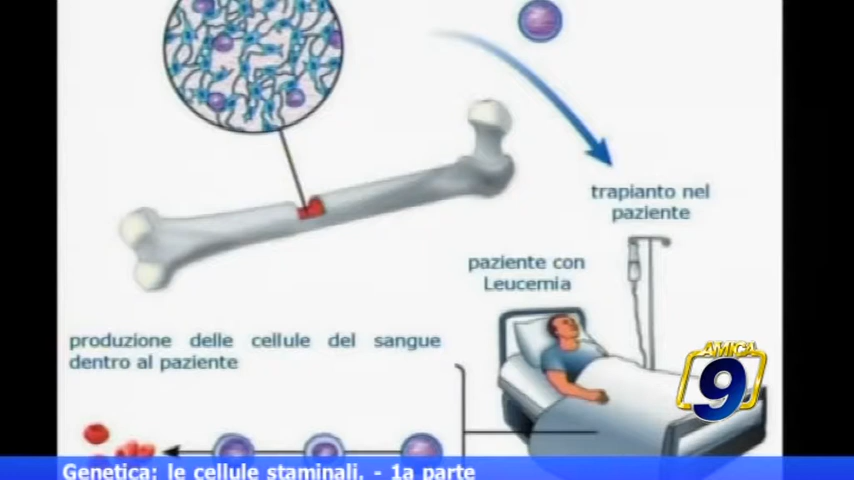 trapianto nel
paziente
paziente con
Leucemia
produzione delle cellule del sangue
dentro al paziente
AMICA
9
Genetica: le cellule staminali. - 1a parte